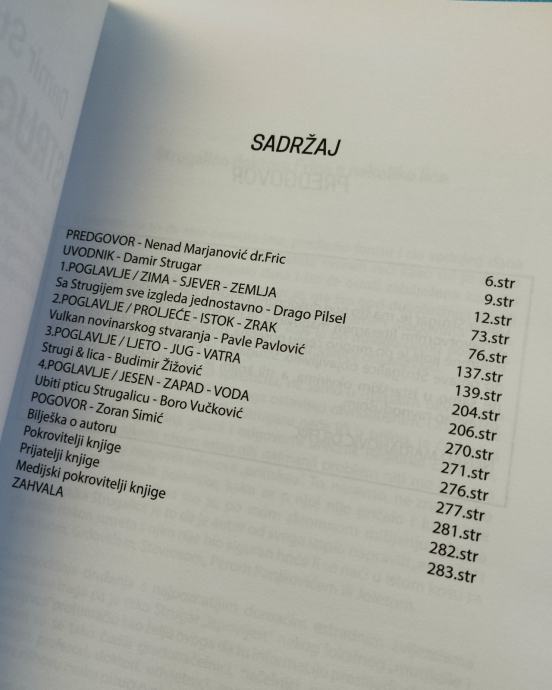 SADRŽAJ
PREDGOVOR - Nenad Marjanović dr.Fric 6.str
UVODNIK - Damir Strugar 9.str
1.POGLAVLJE / ZIMA - SJEVER - ZEMLJA 12.str
Sa Strugijem sve izgleda jednostavno - Drago Pilsel 73.str
2.POGLAVLJE / PROLJEĆE - ISTOK - ZRAK 76.str
Vulkan novinarskog stvaranja - Pavle Pavlović 137.str
3.POGLAVLJE / LJETO - JUG - VATRA 139.str
Strugi & lica - Budimir Žižović 204.str
4.POGLAVLJE / JESEN - ZAPAD - VODA 206.str
Ubiti pticu Strugalicu - Boro Vučković 270.str
POGOVOR - Zoran Simić 271.str
Bilješka o autoru 276.str
Pokrovitelji knjige 277.str
Prijatelji knjige 281.str
Medijski pokrovitelji knjige 282.str
ZAHVALA 283.str